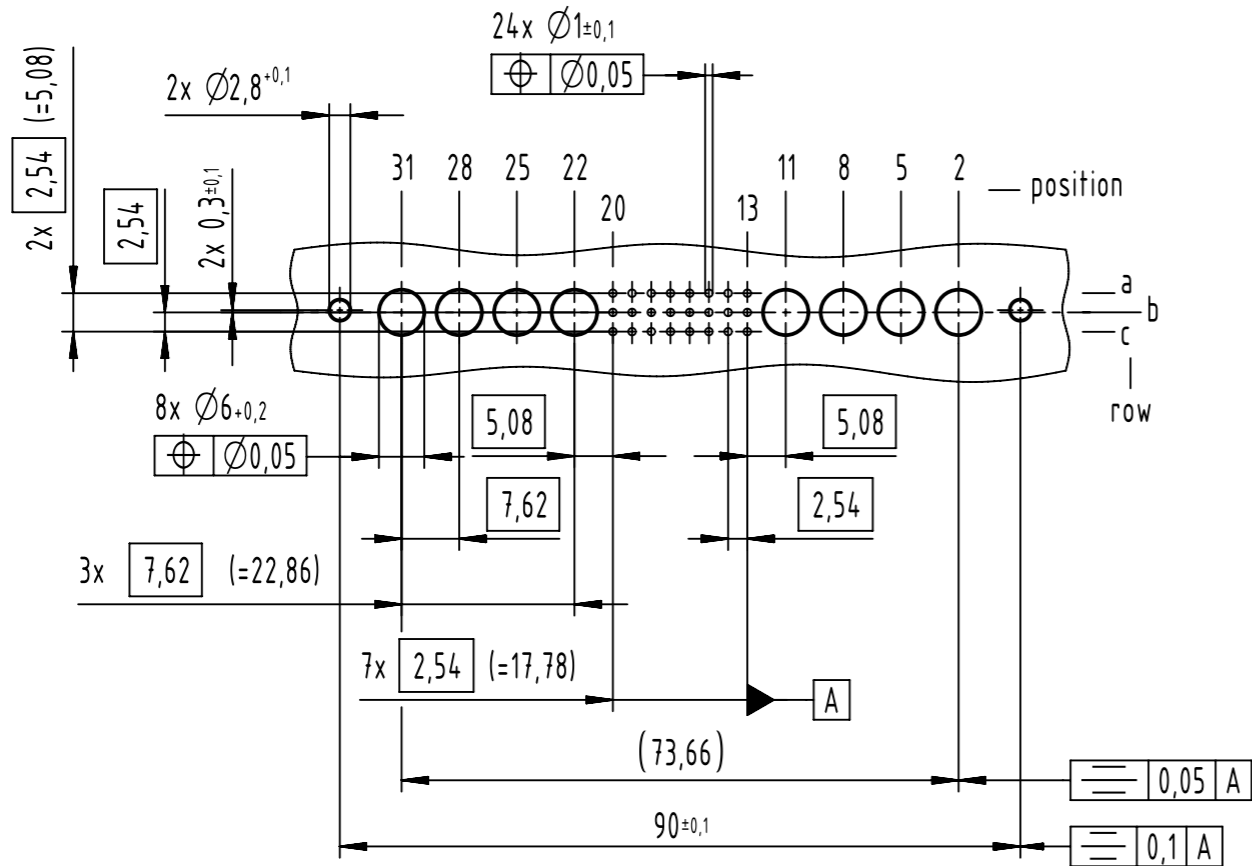 24x Ø1±0,1
⌖ Ø0,05
2x Ø2,8+0,1
2x 2,54 (=5,08)
2,54
2x 0,3±0,1
31 28 25 22 11 8 5 2 position
20 13
a
b
c
row
8x Ø6+0,2
⌖ Ø0,05
5,08 5,08
7,62 2,54
3x 7,62 (=22,86)
7x 2,54 (=17,78)
A
(73,66)
⌯ 0,05 A
90±0,1
⌯ 0,1 A